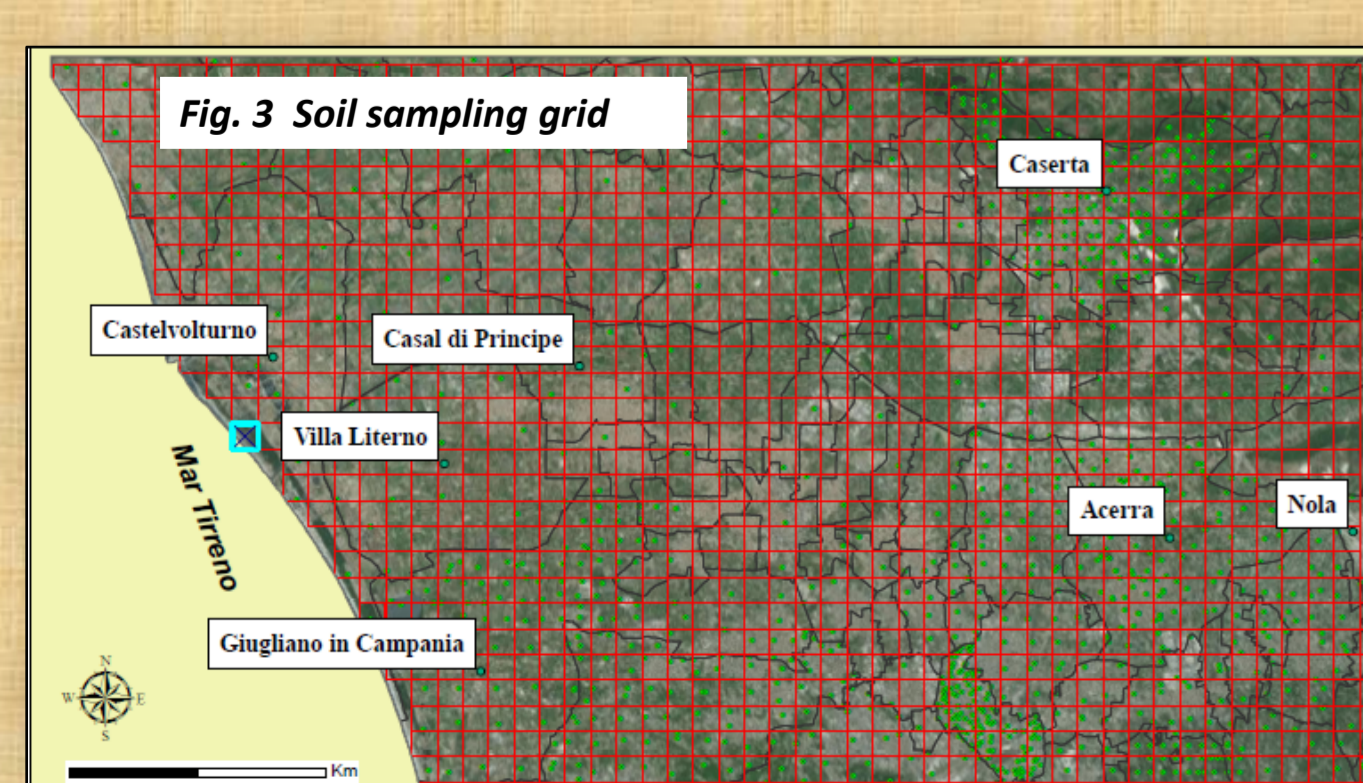 Fig. 3 Soil sampling grid
Caserta
Castelvolturno
Casal di Principe
Villa Literno
Mar Tirreno
Acerra
Nola
Giugliano in Campania
N
W
E
S
Km